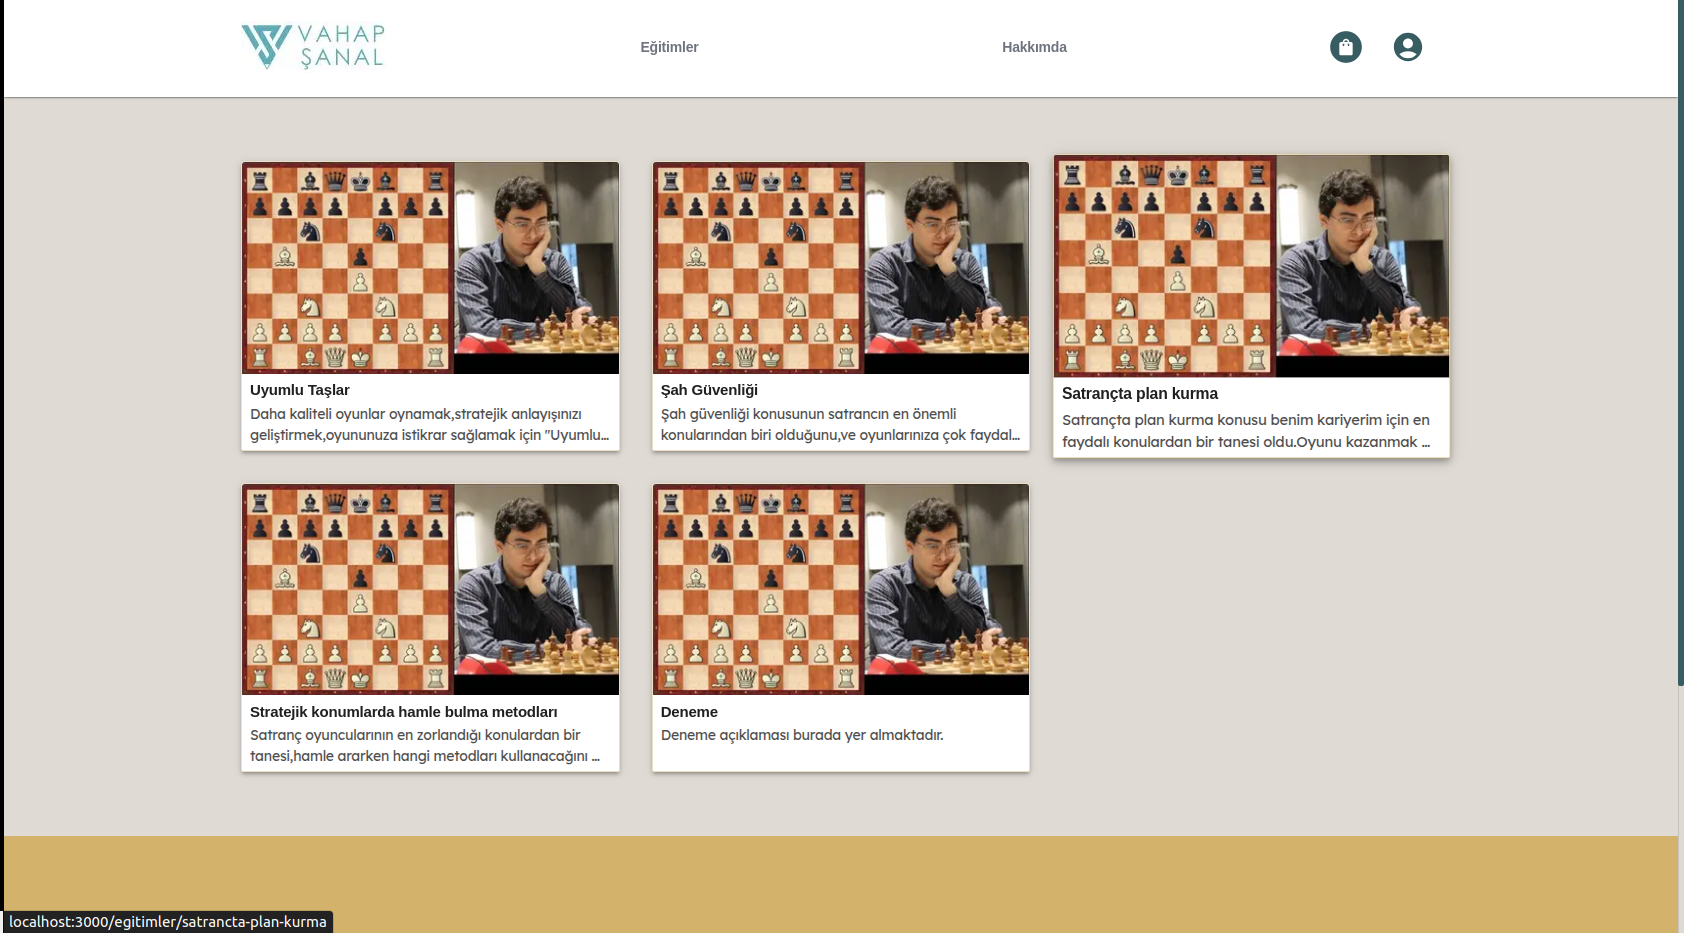 VAHAP
ŞANAL
Eğitimler
Hakkımda
Uyumlu Taşlar
Daha kaliteli oyunlar oynamak,stratejik anlayışınızı
geliştirmek,oyununuza istikrar sağlamak için "Uyumlu...
Şah Güvenliği
Şah güvenliği konusunun satrancın en önemli
konularından biri olduğunu,ve oyunlarınıza çok faydal...
Satrançta plan kurma
Satrançta plan kurma konusu benim kariyerim için en
faydalı konulardan bir tanesi oldu.Oyunu kazanmak ...
Stratejik konumlarda hamle bulma metodları
Satranç oyuncularının en zorlandığı konulardan bir
tanesi,hamle ararken hangi metodları kullanacağını ...
Deneme
Deneme açıklaması burada yer almaktadır.
localhost:3000/egitimler/satrancta-plan-kurma